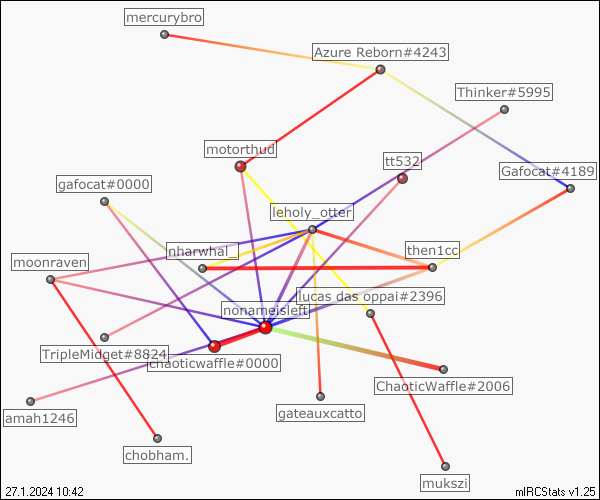 mercurybro
Azure Reborn#4243
Thinker#5995
motorthud
tt532
Gafocat#4189
gafocat#0000
leholy_otter
nharwhal_
then1cc
moonraven
lucas das oppai#2396
nonameisleft
TripleMidget#8824
chaoticwaffle#0000
ChaoticWaffle#2006
amah1246
gateauxcatto
chobham.
mukszi
27.1.2024 10:42
mIRCStats v1.25